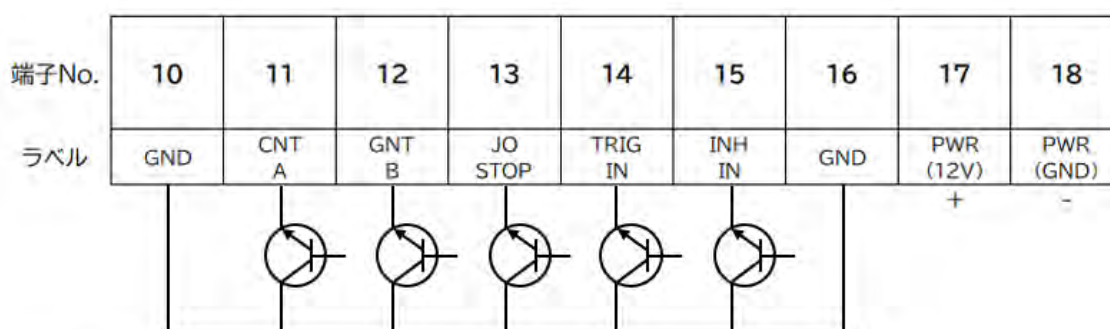 端子No. 10 11 12 13 14 15 16 17 18
ラベル GND CNT A GNT B JO STOP TRIG IN INH IN GND PWR (12V) PWR (GND)
+ -